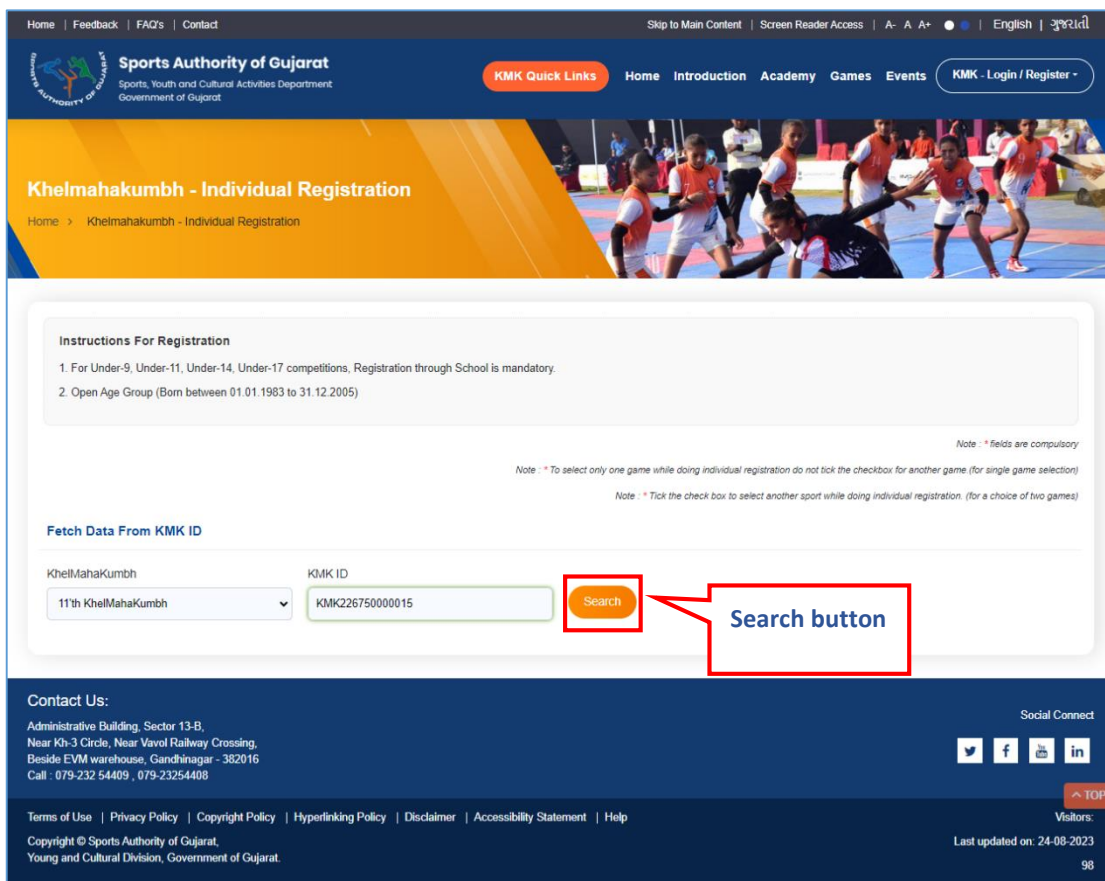 Home | Feedback | FAQ's | Contact
Skip to Main Content | Screen Reader Access | A- A A+ | English | ગુજરાતી
SPORTS AUTHORITY OF GUJARAT
Sports Authority of Gujarat
Sports, Youth and Cultural Activities Department
Government of Gujarat
KMK Quick Links Home Introduction Academy Games Events KMK - Login / Register
Khelmahakumbh - Individual Registration
Home > Khelmahakumbh - Individual Registration
Instructions For Registration
1. For Under-9, Under-11, Under-14, Under-17 competitions, Registration through School is mandatory.
2. Open Age Group (Born between 01.01.1983 to 31.12.2005)
Note : * fields are compulsory
Note : * To select only one game while doing individual registration do not tick the checkbox for another game.(for single game selection)
Note : * Tick the check box to select another sport while doing individual registration. (for a choice of two games)
Fetch Data From KMK ID
KhelMahaKumbh KMK ID
11'th KhelMahaKumbh KMK226750000015 Search
Search button
Contact Us:
Administrative Building, Sector 13-B,
Near Kh-3 Circle, Near Vavol Railway Crossing,
Beside EVM warehouse, Gandhinagar - 382016
Call : 079-232 54409 , 079-23254408
Social Connect
TOP
Terms of Use | Privacy Policy | Copyright Policy | Hyperlinking Policy | Disclaimer | Accessibility Statement | Help
Visitors:
Copyright © Sports Authority of Gujarat,
Young and Cultural Division, Government of Gujarat.
Last updated on: 24-08-2023
98